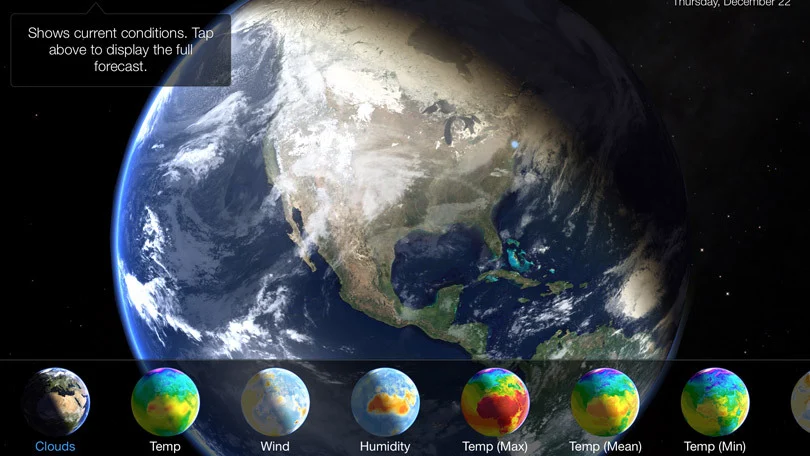 Thursday, December 22
Shows current conditions. Tap
above to display the full
forecast.
Clouds
Temp
Wind
Humidity
Temp (Max)
Temp (Mean)
Temp (Min)